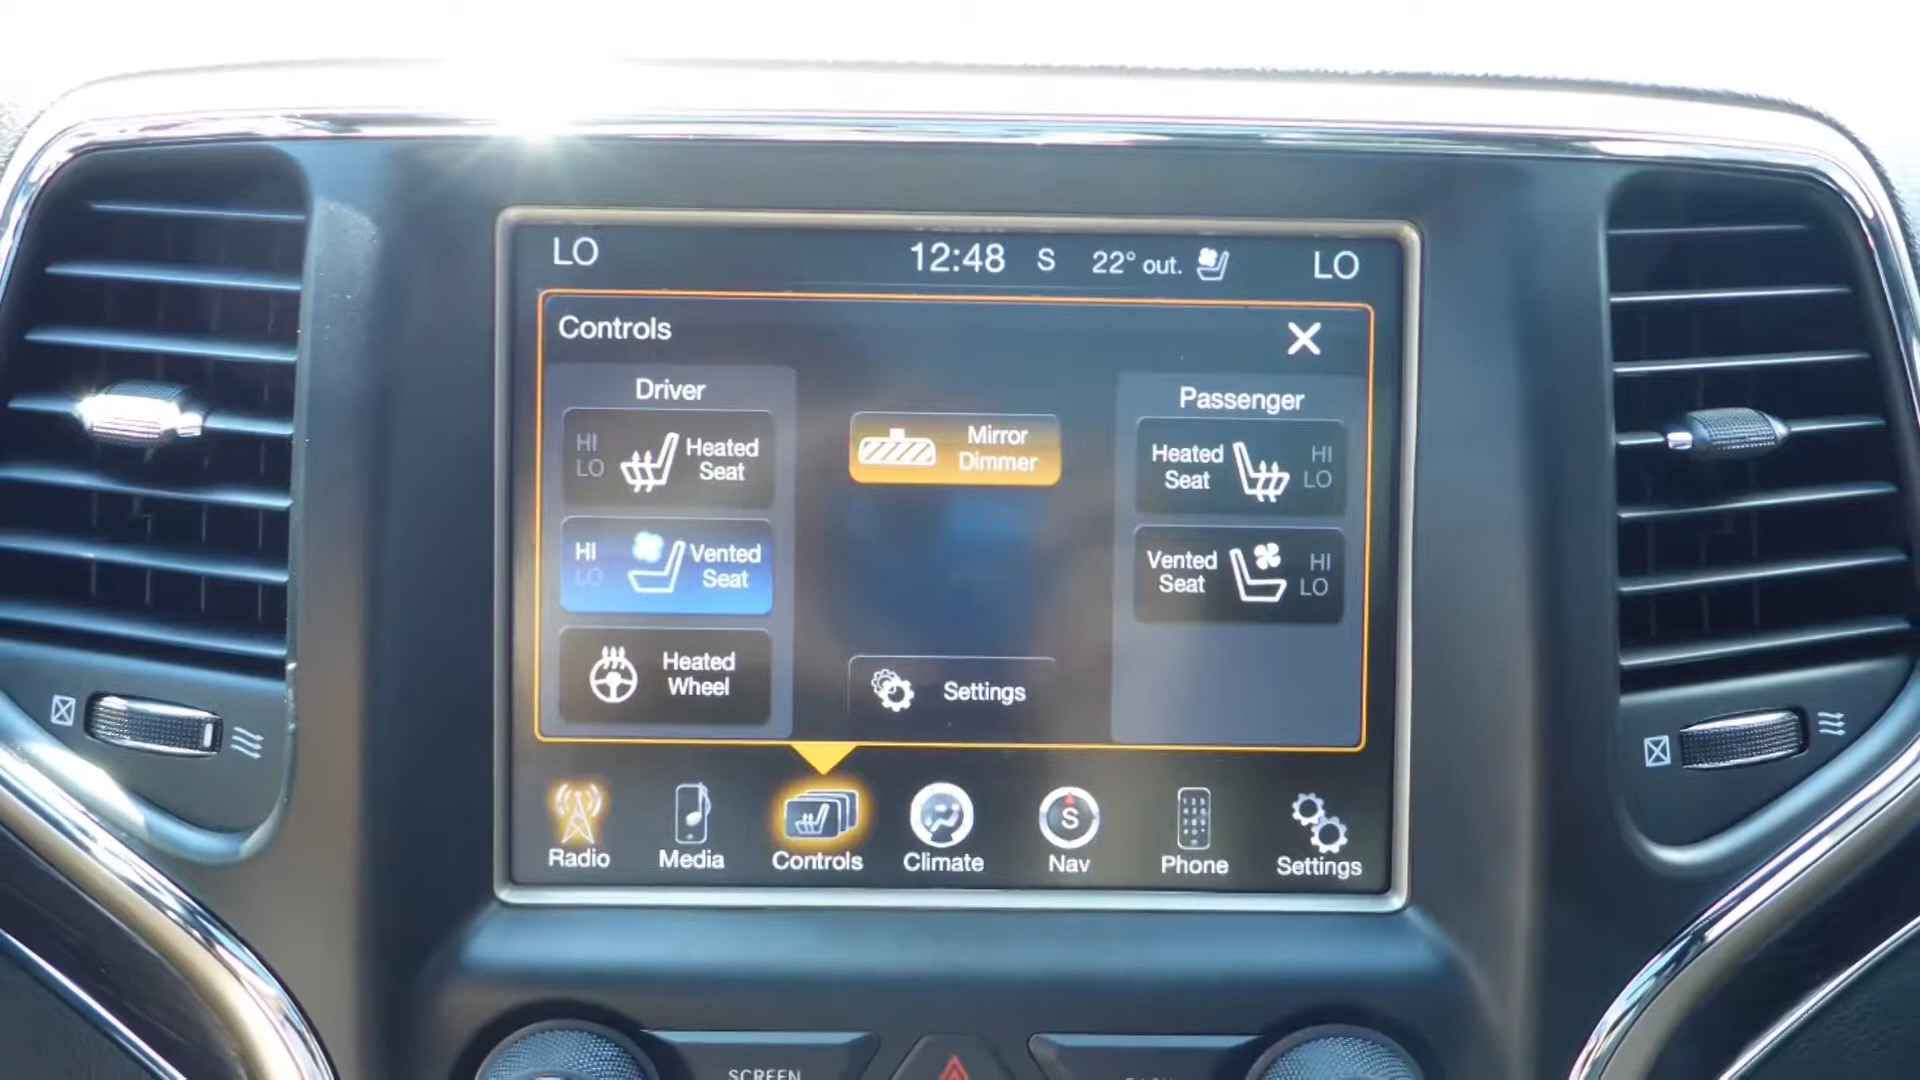 LO 12:48 S 22° out. LO
Controls
Driver
HI
LO
Heated
Seat
HI
LO
Vented
Seat
Heated
Wheel
Mirror
Dimmer
Settings
Passenger
Heated
Seat
HI
LO
Vented
Seat
HI
LO
Radio Media Controls Climate Nav Phone Settings
S
SCREEN